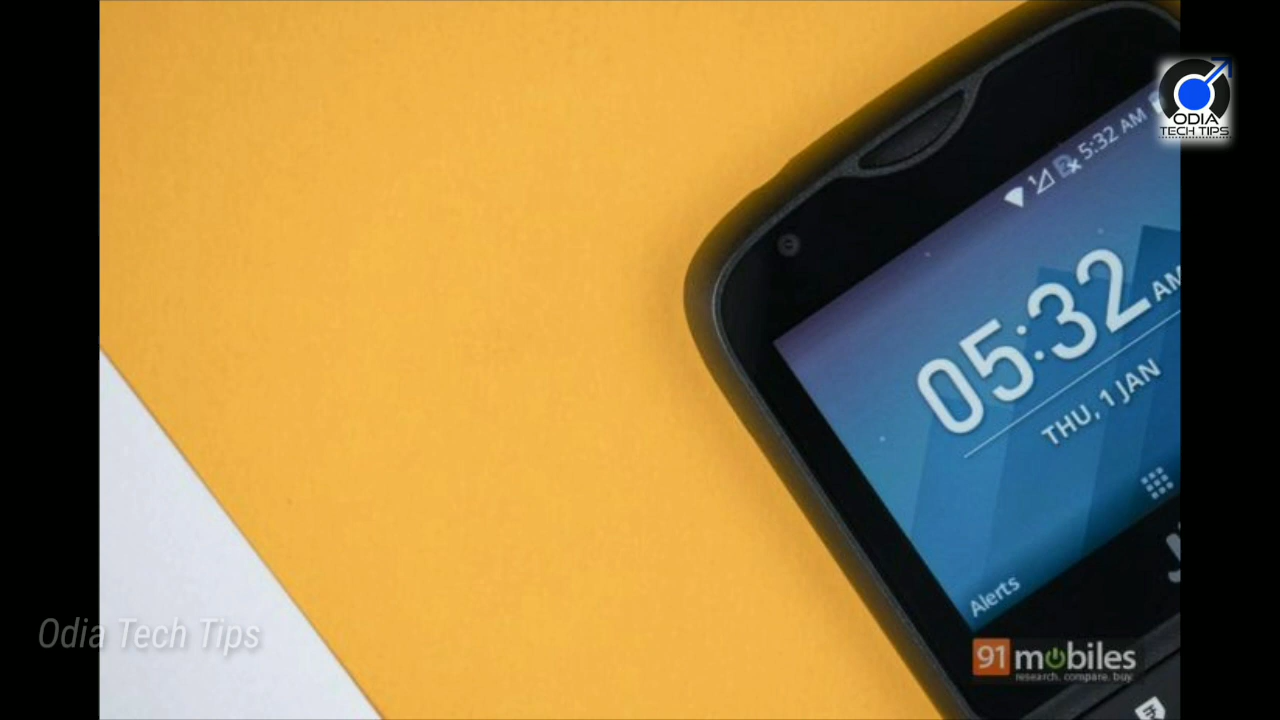 ODIA
TECH TIPS
5:32 AM
05:32 AM
THU, 1 JAN
Alerts
Odia Tech Tips
91mobiles
research. compare. buy.